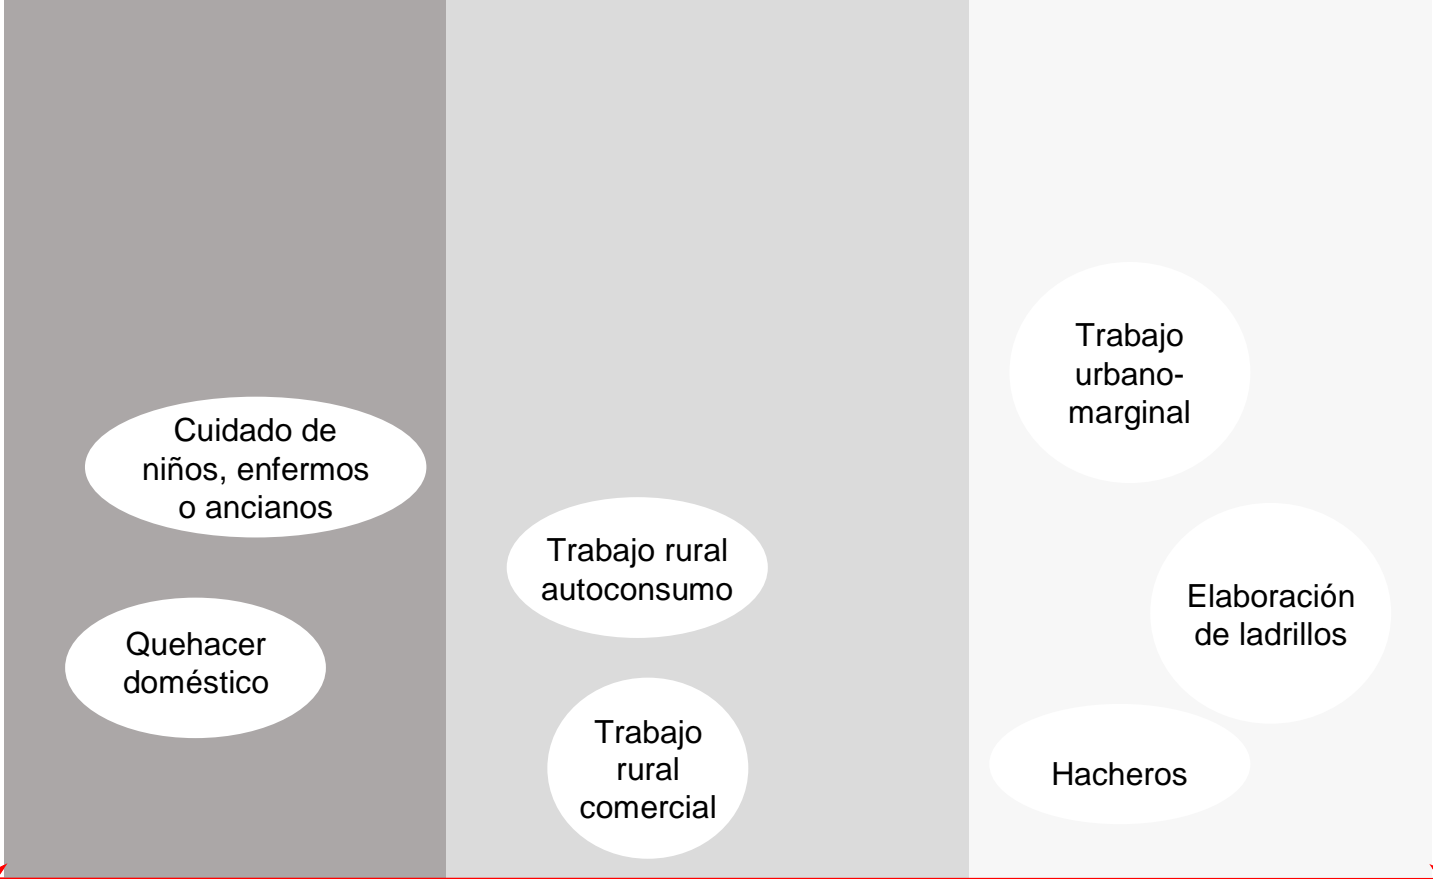 Cuidado de
niños, enfermos
o ancianos
Quehacer
doméstico
Trabajo rural
autoconsumo
Trabajo
rural
comercial
Trabajo
urbano-
marginal
Elaboración
de ladrillos
Hacheros